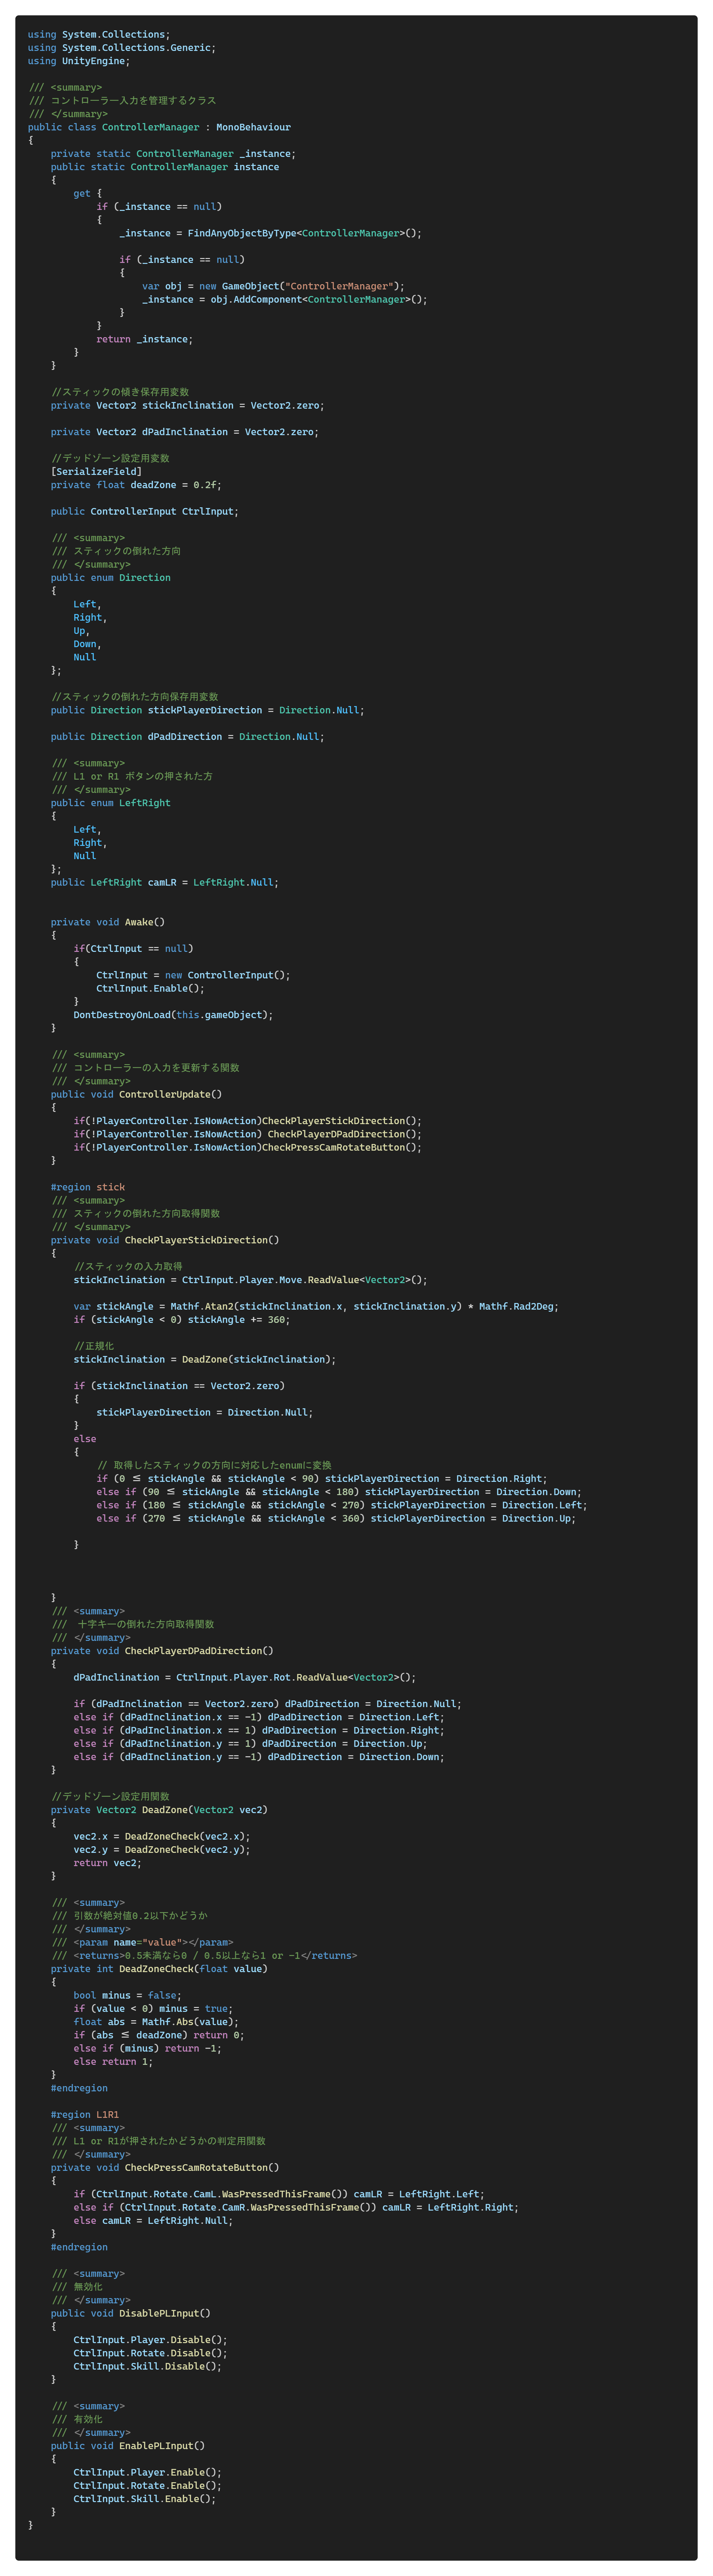 using System.Collections;
using System.Collections.Generic;
using UnityEngine;

/// <summary>
/// コントローラー入力を管理するクラス
/// </summary>
public class ControllerManager : MonoBehaviour
{
    private static ControllerManager _instance;
    public static ControllerManager instance
    {
        get {
            if (_instance == null)
            {
                _instance = FindAnyObjectByType<ControllerManager>();

                if (_instance == null)
                {
                    var obj = new GameObject("ControllerManager");
                    _instance = obj.AddComponent<ControllerManager>();
                }
            }
            return _instance;
        }
    }

    //スティックの傾き保存用変数
    private Vector2 stickInclination = Vector2.zero;

    private Vector2 dPadInclination = Vector2.zero;

    //デッドゾーン設定用変数
    [SerializeField]
    private float deadZone = 0.2f;

    public ControllerInput CtrlInput;

    /// <summary>
    /// スティックの倒れた方向
    /// </summary>
    public enum Direction
    {
        Left,
        Right,
        Up,
        Down,
        Null
    };

    //スティックの倒れた方向保存用変数
    public Direction stickPlayerDirection = Direction.Null;

    public Direction dPadDirection = Direction.Null;

    /// <summary>
    /// L1 or R1 ボタンの押された方
    /// </summary>
    public enum LeftRight
    {
        Left,
        Right,
        Null
    };
    public LeftRight camLR = LeftRight.Null;


    private void Awake()
    {
        if(CtrlInput == null)
        {
            CtrlInput = new ControllerInput();
            CtrlInput.Enable();
        }
        DontDestroyOnLoad(this.gameObject);
    }

    /// <summary>
    /// コントローラーの入力を更新する関数
    /// </summary>
    public void ControllerUpdate()
    {
        if(!PlayerController.IsNowAction)CheckPlayerStickDirection();
        if(!PlayerController.IsNowAction) CheckPlayerDPadDirection();
        if(!PlayerController.IsNowAction)CheckPressCamRotateButton();
    }

    #region stick
    /// <summary>
    /// スティックの倒れた方向取得関数
    /// </summary>
    private void CheckPlayerStickDirection()
    {
        //スティックの入力取得
        stickInclination = CtrlInput.Player.Move.ReadValue<Vector2>();

        var stickAngle = Mathf.Atan2(stickInclination.x, stickInclination.y) * Mathf.Rad2Deg;
        if (stickAngle < 0) stickAngle += 360;

        //正規化
        stickInclination = DeadZone(stickInclination);

        if (stickInclination == Vector2.zero)
        {
            stickPlayerDirection = Direction.Null;
        }
        else
        {
            // 取得したスティックの方向に対応したenumに変換
            if (0 <= stickAngle && stickAngle < 90) stickPlayerDirection = Direction.Right;
            else if (90 <= stickAngle && stickAngle < 180) stickPlayerDirection = Direction.Down;
            else if (180 <= stickAngle && stickAngle < 270) stickPlayerDirection = Direction.Left;
            else if (270 <= stickAngle && stickAngle < 360) stickPlayerDirection = Direction.Up;

        }




    }
    /// <summary>
    ///  十字キーの倒れた方向取得関数
    /// </summary>
    private void CheckPlayerDPadDirection()
    {
        dPadInclination = CtrlInput.Player.Rot.ReadValue<Vector2>();

        if (dPadInclination == Vector2.zero) dPadDirection = Direction.Null;
        else if (dPadInclination.x == -1) dPadDirection = Direction.Left;
        else if (dPadInclination.x == 1) dPadDirection = Direction.Right;
        else if (dPadInclination.y == 1) dPadDirection = Direction.Up;
        else if (dPadInclination.y == -1) dPadDirection = Direction.Down;
    }

    //デッドゾーン設定用関数
    private Vector2 DeadZone(Vector2 vec2)
    {
        vec2.x = DeadZoneCheck(vec2.x);
        vec2.y = DeadZoneCheck(vec2.y);
        return vec2;
    }

    /// <summary>
    /// 引数が絶対値0.2以下かどうか
    /// </summary>
    /// <param name="value"></param>
    /// <returns>0.5未満なら0 / 0.5以上なら1 or -1</returns>
    private int DeadZoneCheck(float value)
    {
        bool minus = false;
        if (value < 0) minus = true;
        float abs = Mathf.Abs(value);
        if (abs <= deadZone) return 0;
        else if (minus) return -1;
        else return 1;
    }
    #endregion

    #region L1R1
    /// <summary>
    /// L1 or R1が押されたかどうかの判定用関数
    /// </summary>
    private void CheckPressCamRotateButton()
    {
        if (CtrlInput.Rotate.CamL.WasPressedThisFrame()) camLR = LeftRight.Left;
        else if (CtrlInput.Rotate.CamR.WasPressedThisFrame()) camLR = LeftRight.Right;
        else camLR = LeftRight.Null;
    }
    #endregion

    /// <summary>
    /// 無効化
    /// </summary>
    public void DisablePLInput()
    {
        CtrlInput.Player.Disable();
        CtrlInput.Rotate.Disable();
        CtrlInput.Skill.Disable();
    }

    /// <summary>
    /// 有効化
    /// </summary>
    public void EnablePLInput()
    {
        CtrlInput.Player.Enable();
        CtrlInput.Rotate.Enable();
        CtrlInput.Skill.Enable();
    }
}